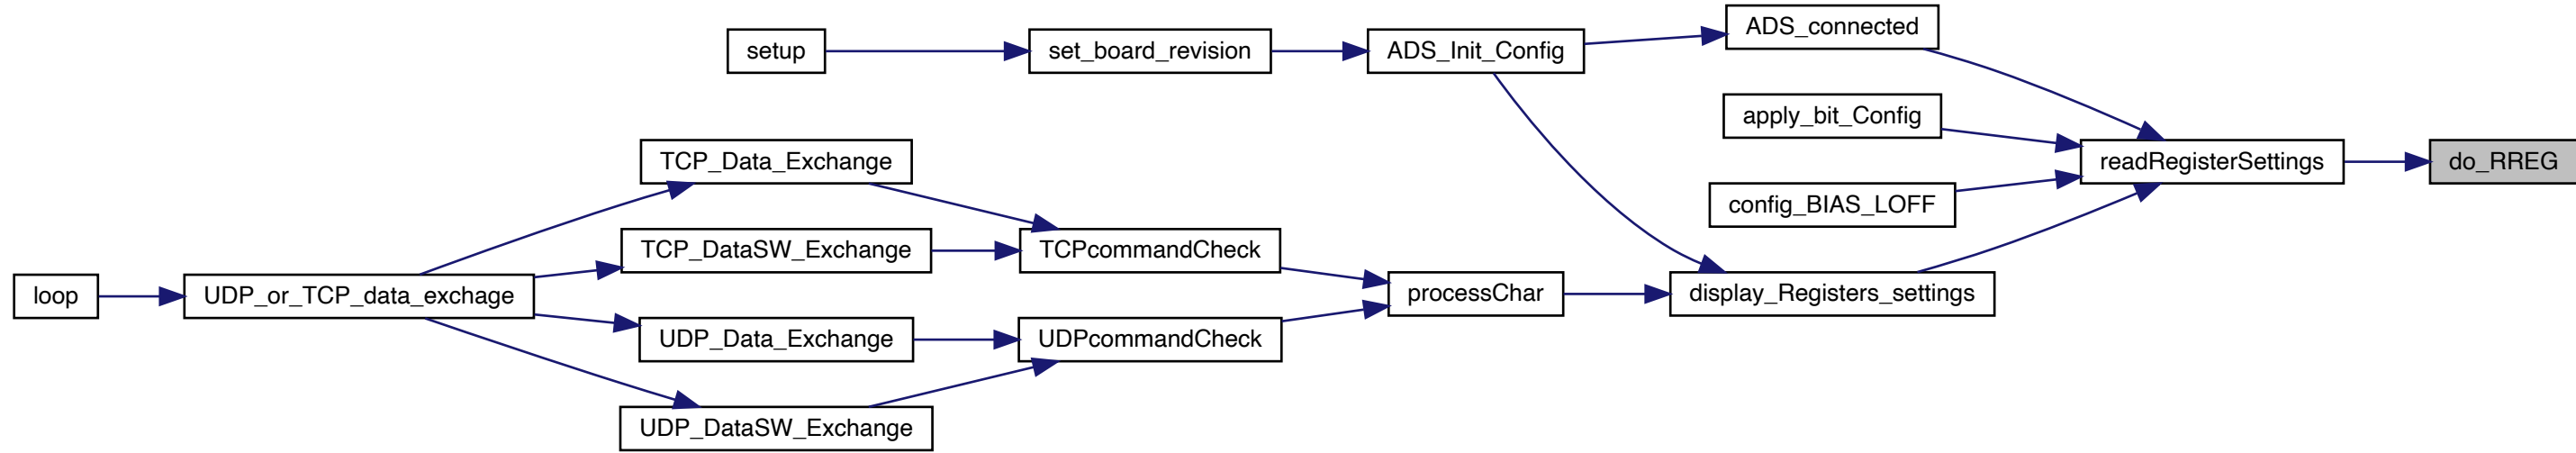 ADS_connected
setup
set_board_revision
ADS_Init_Config
apply_bit_Config
TCP_Data_Exchange
readRegisterSettings
do_RREG
config_BIAS_LOFF
TCP_DataSW_Exchange
TCPcommandCheck
loop
UDP_or_TCP_data_exchage
processChar
display_Registers_settings
UDP_Data_Exchange
UDPcommandCheck
UDP_DataSW_Exchange